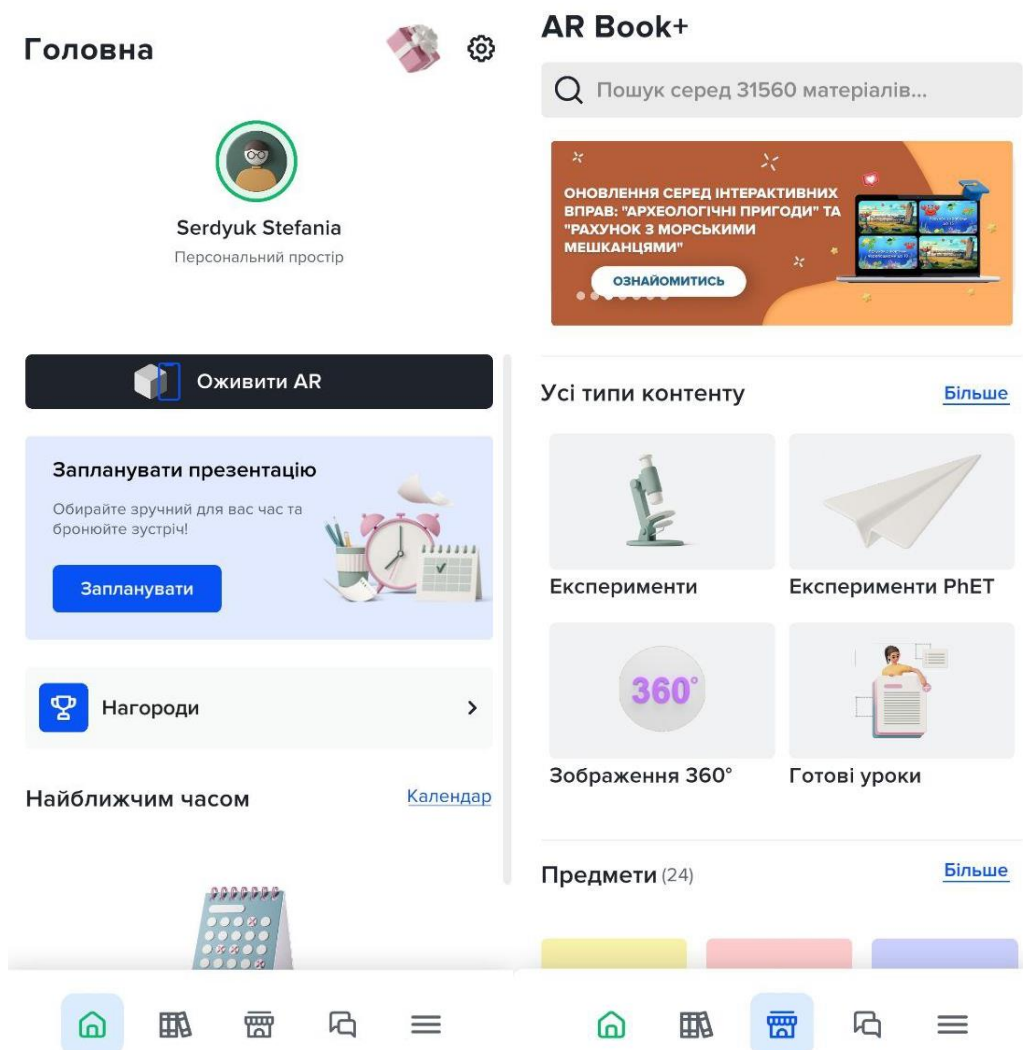 Головна
Serdyuk Stefania
Персональний простір
Оживити AR
Запланувати презентацію
Обирайте зручний для вас час та
бронюйте зустріч!
Запланувати
Нагороди
Найближчим часом
Календар
AR Book+
Пошук серед 31560 матеріалів...
ОНОВЛЕННЯ СЕРЕД ІНТЕРАКТИВНИХ
ВПРАВ: "АРХЕОЛОГІЧНІ ПРИГОДИ" ТА
"РАХУНОК З МОРСЬКИМИ
МЕШКАНЦЯМИ"
ОЗНАЙОМИТИСЬ
Усі типи контенту
Більше
Експерименти
Експерименти PhET
360°
Зображення 360°
Готові уроки
Предмети (24)
Більше